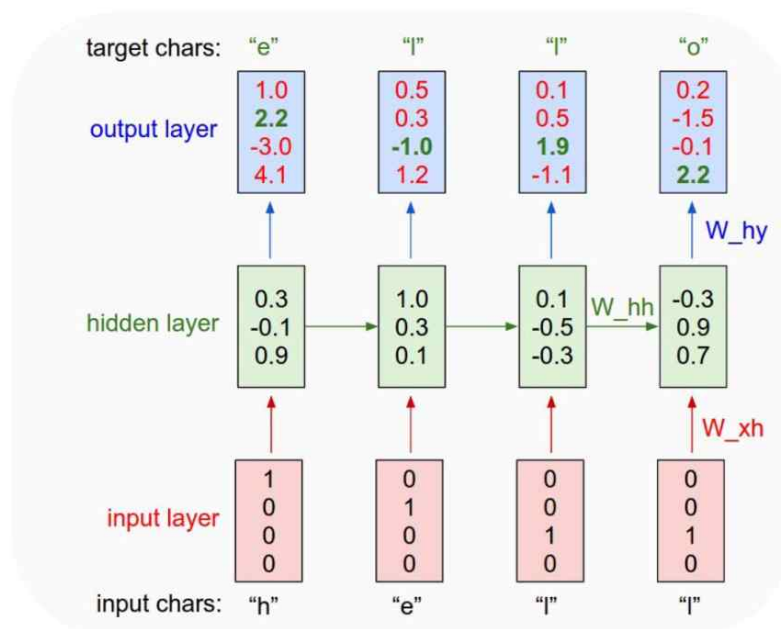 target chars: “e” “l” “l” “o”
1.0 0.5 0.1 0.2
2.2 0.3 0.5 -1.5
output layer
-3.0 -1.0 1.9 -0.1
4.1 1.2 -1.1 2.2
W_hy
0.3 1.0 0.1 -0.3
W_hh
hidden layer -0.1 0.3 -0.5 0.9
0.9 0.1 -0.3 0.7
W_xh
1 0 0 0
0 1 0 0
input layer
0 0 1 1
0 0 0 0
input chars: “h” “e” “l” “l”